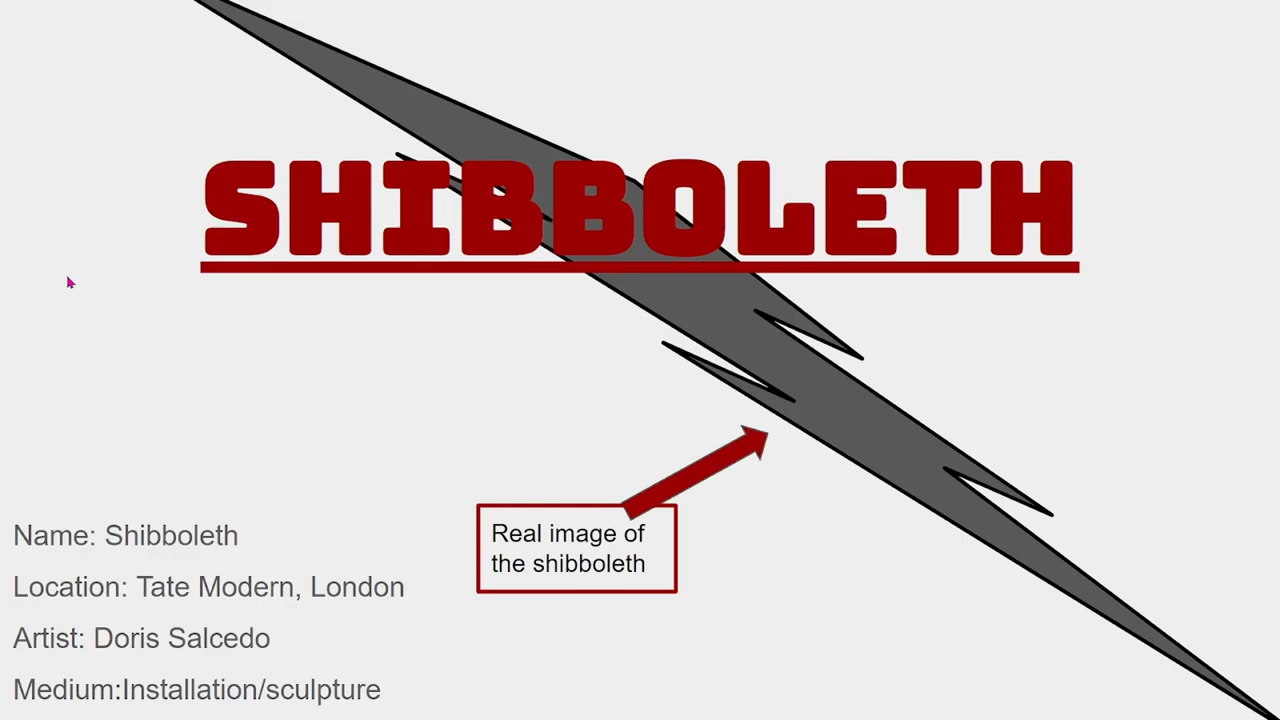 SHIBBOLETH
Real image of
the shibboleth
Name: Shibboleth
Location: Tate Modern, London
Artist: Doris Salcedo
Medium:Installation/sculpture